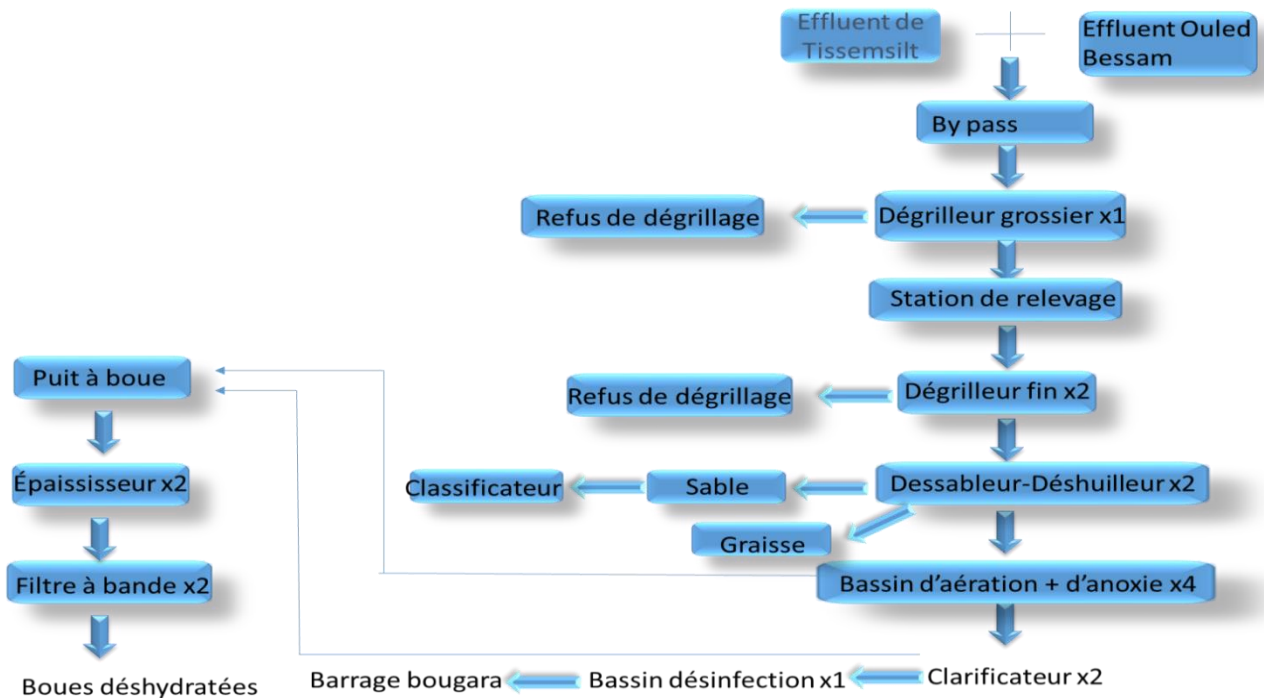 Effluent de
Tissemsilt
Effluent Ouled
Bessam
By pass
Refus de dégrillage
Dégrilleur grossier x1
Station de relevage
Puit à boue
Refus de dégrillage
Dégrilleur fin x2
Épaississeur x2
Classificateur
Sable
Dessableur-Déshuilleur x2
Graisse
Filtre à bande x2
Bassin d'aération + d'anoxie x4
Boues déshydratées
Barrage bougara
Bassin désinfection x1
Clarificateur x2